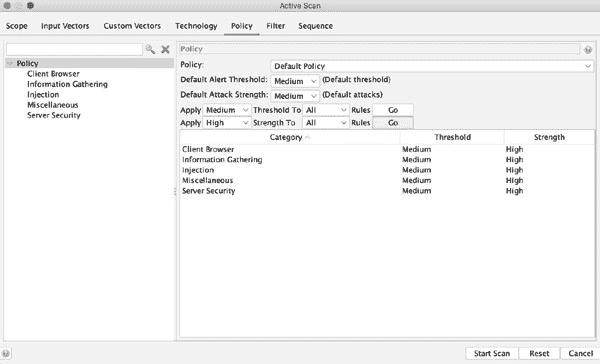 Active Scan
Scope Input Vectors Custom Vectors Technology Policy Filter Sequence
Policy
Client Browser
Information Gathering
Injection
Miscellaneous
Server Security
Policy
Policy: Default Policy
Default Alert Threshold: Medium (Default threshold)
Default Attack Strength: Medium (Default attacks)
Apply Medium Threshold To All Rules Go
Apply High Strength To All Rules Go
Category Threshold Strength
Client Browser Medium High
Information Gathering Medium High
Injection Medium High
Miscellaneous Medium High
Server Security Medium High
Start Scan Reset Cancel